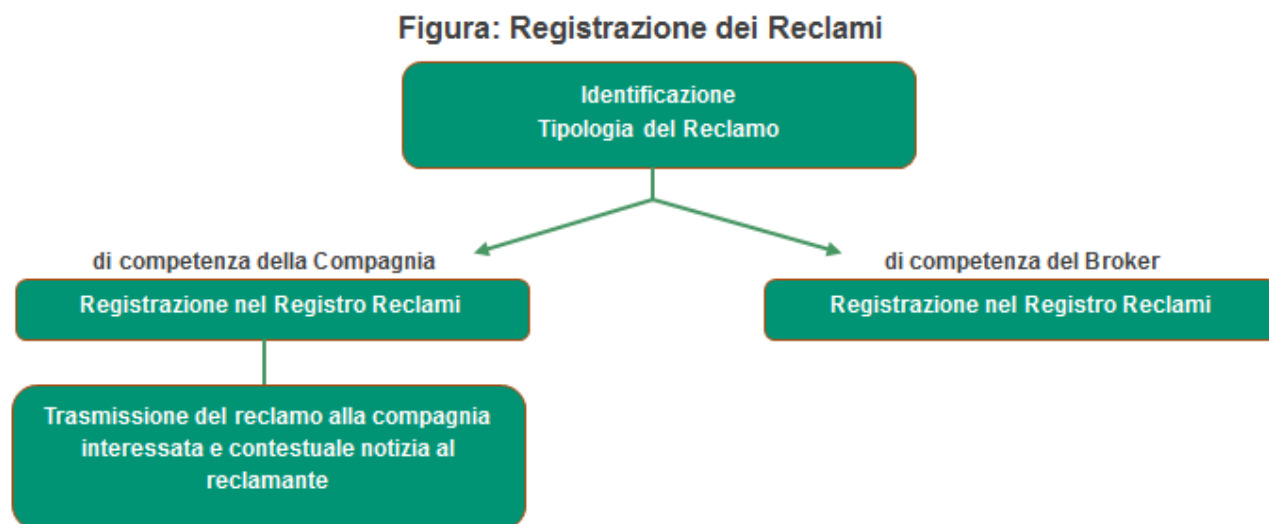 Figura: Registrazione dei Reclami
Identificazione
Tipologia del Reclamo
di competenza della Compagnia
Registrazione nel Registro Reclami
Trasmissione del reclamo alla compagnia
interessata e contestuale notizia al
reclamante
di competenza del Broker
Registrazione nel Registro Reclami